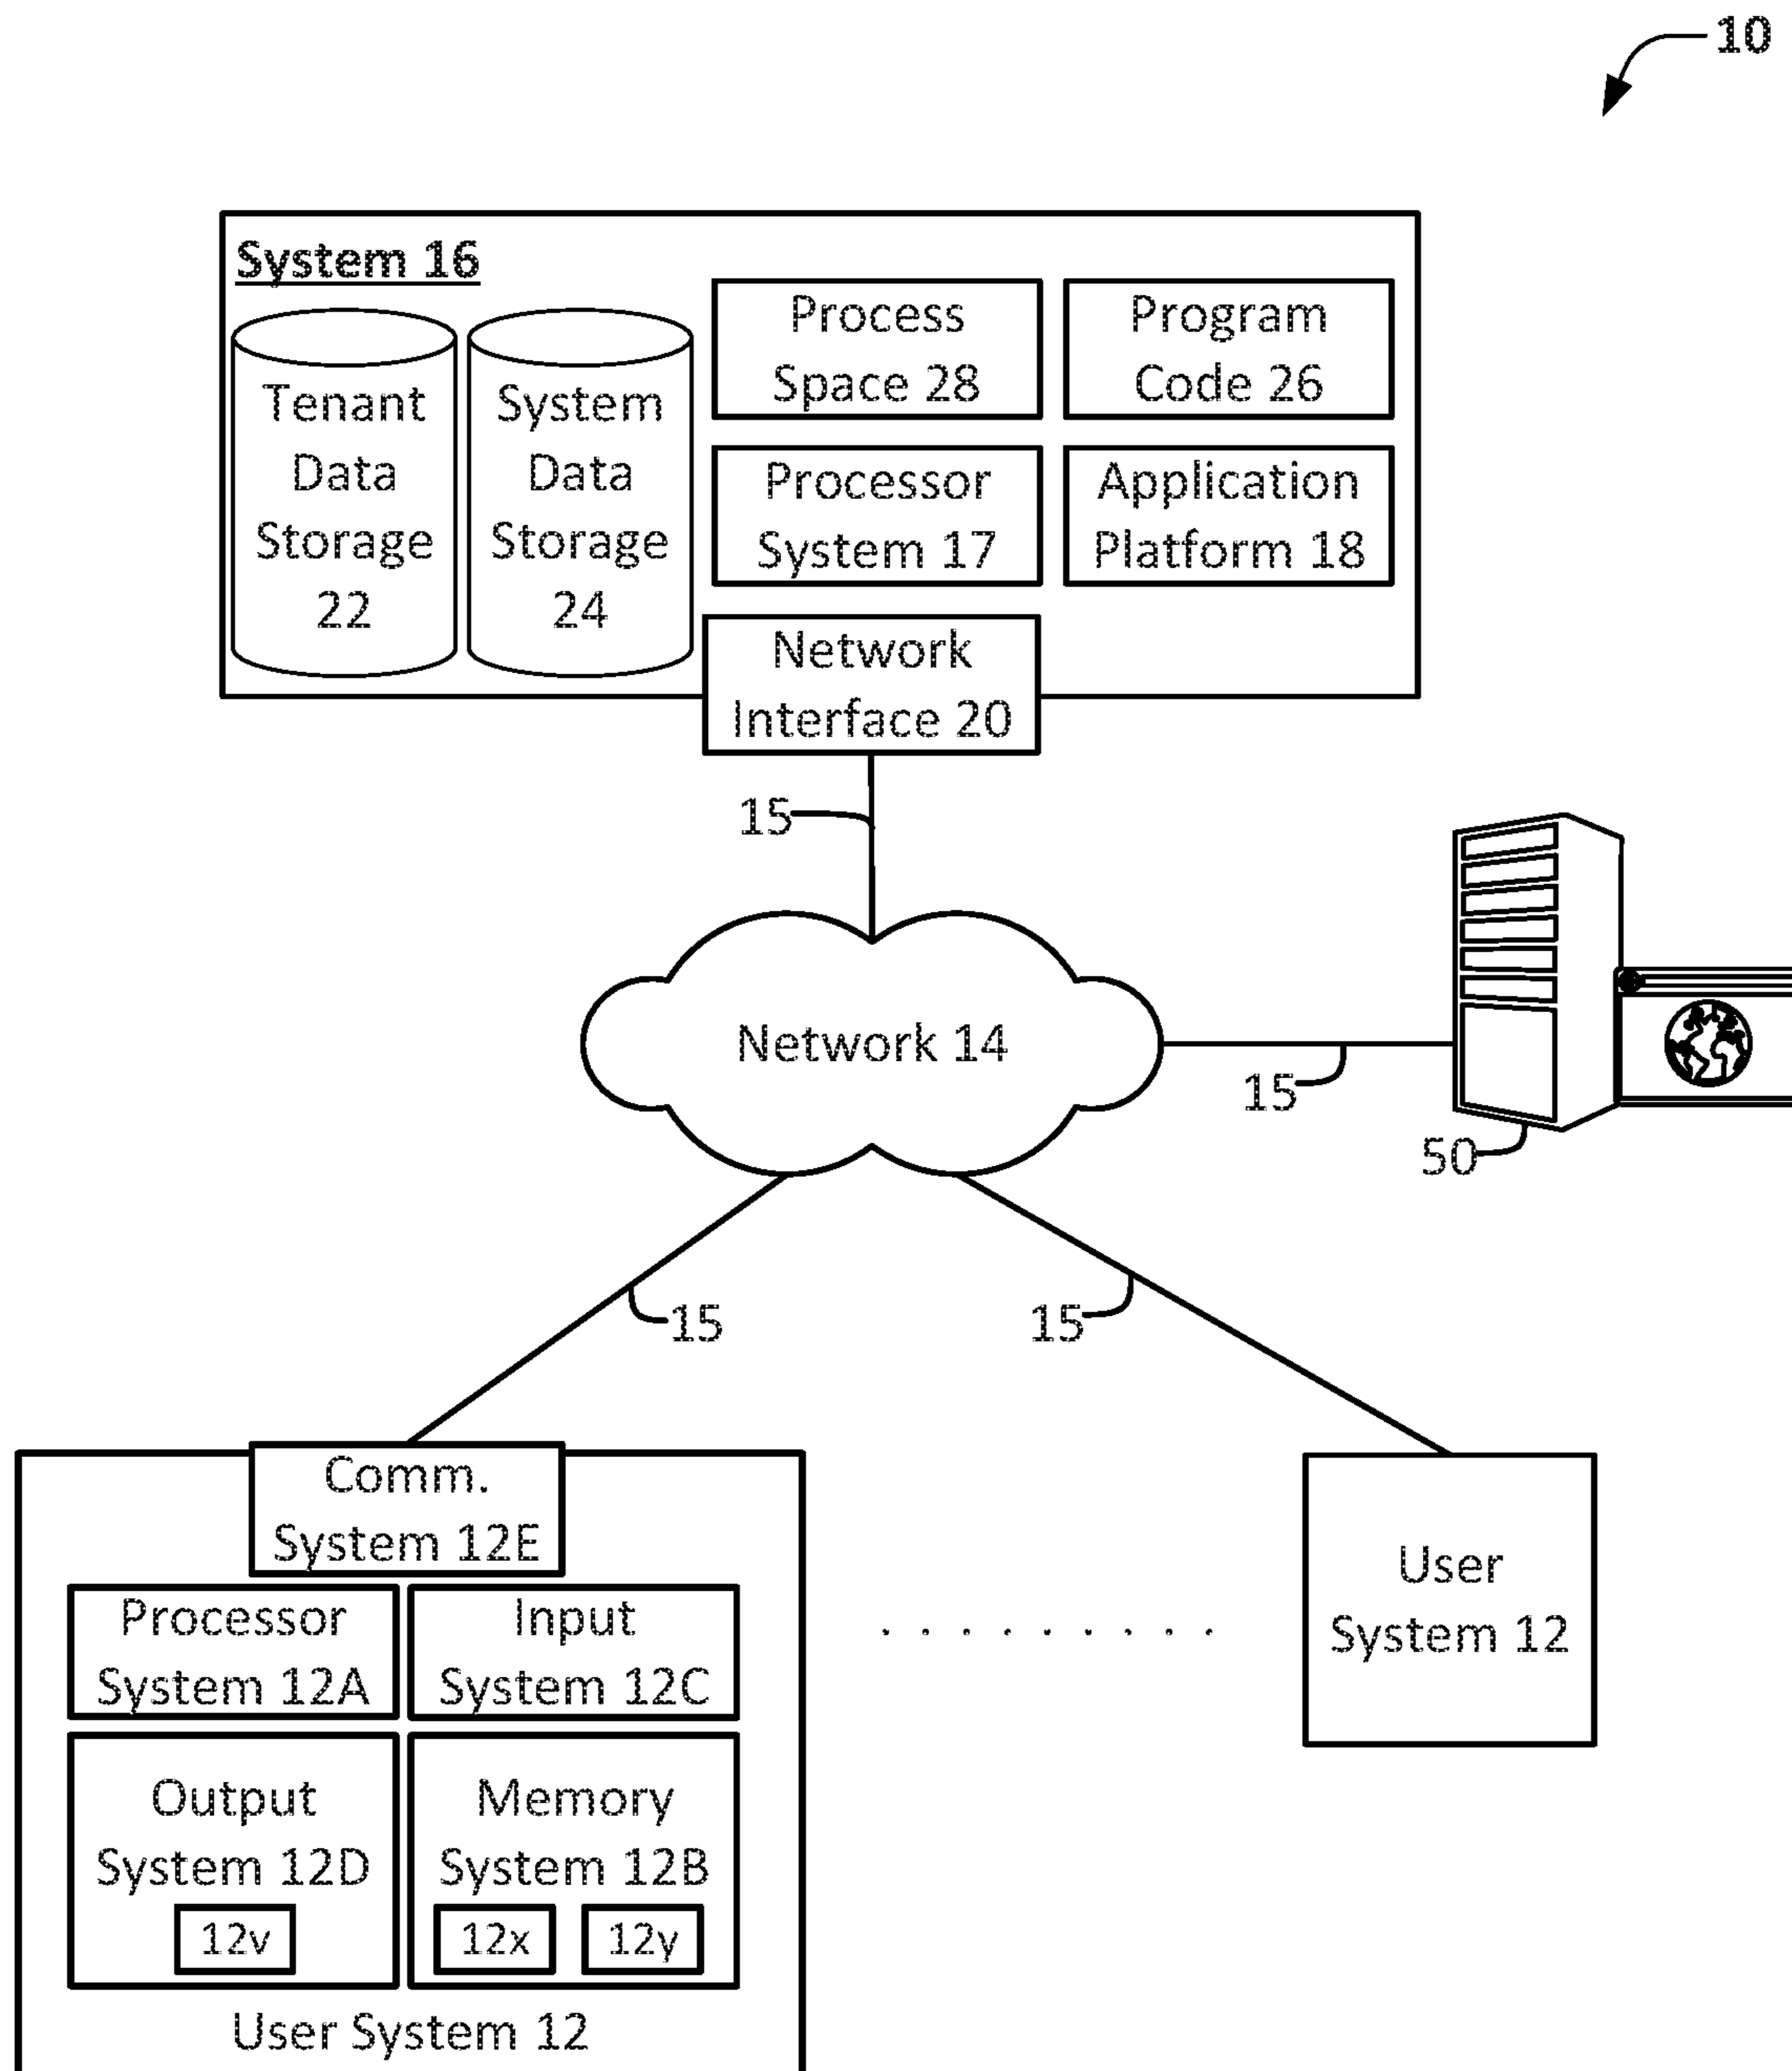 10
System 16
Tenant
Data
Storage
22
System
Data
Storage
24
Process
Space 28
Program
Code 26
Processor
System 17
Application
Platform 18
Network
Interface 20
15
Network 14
15
50
15
15
Comm.
System 12E
Processor
System 12A
Input
System 12C
Output
System 12D
12v
Memory
System 12B
12x
12y
User System 12
User
System 12